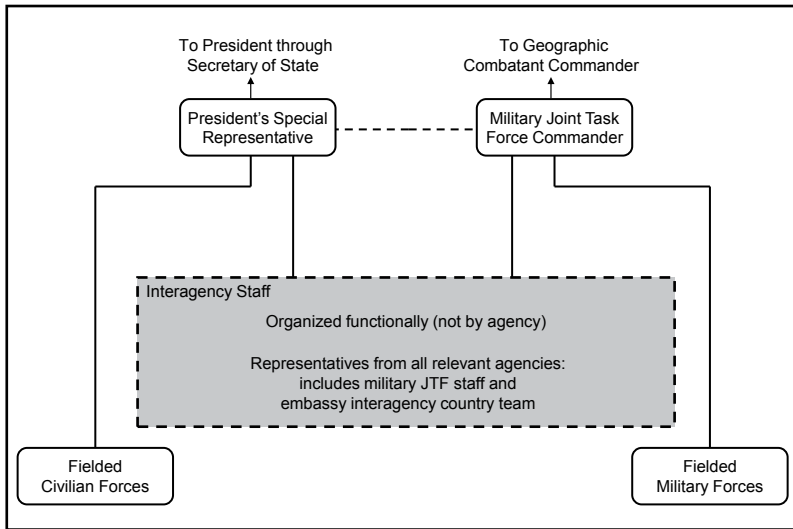 To President through
Secretary of State
To Geographic
Combatant Commander
President's Special
Representative
Military Joint Task
Force Commander
Interagency Staff
Organized functionally (not by agency)
Representatives from all relevant agencies:
includes military JTF staff and
embassy interagency country team
Fielded
Civilian Forces
Fielded
Military Forces